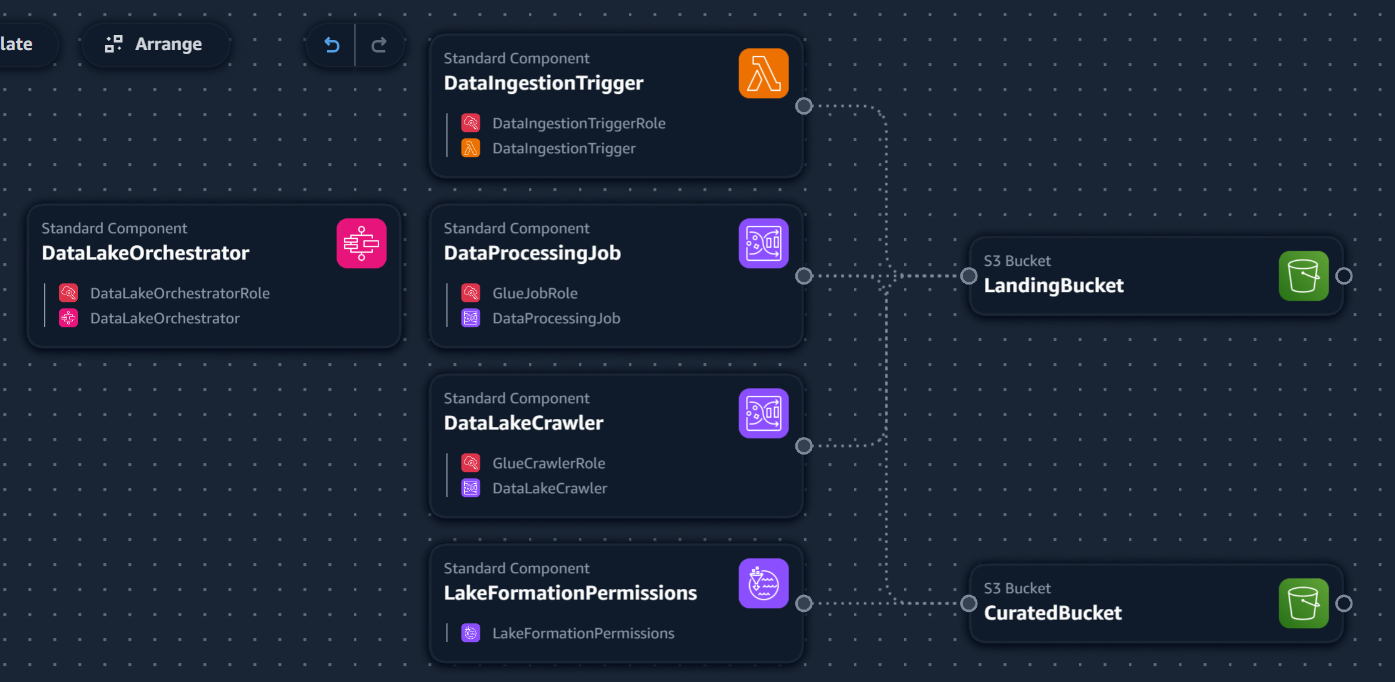 Arrange
Standard Component
DataIngestionTrigger
DataIngestionTriggerRole
DataIngestionTrigger
Standard Component
DataLakeOrchestrator
DataLakeOrchestratorRole
DataLakeOrchestrator
Standard Component
DataProcessingJob
GlueJobRole
DataProcessingJob
S3 Bucket
LandingBucket
Standard Component
DataLakeCrawler
GlueCrawlerRole
DataLakeCrawler
Standard Component
LakeFormationPermissions
LakeFormationPermissions
S3 Bucket
CuratedBucket